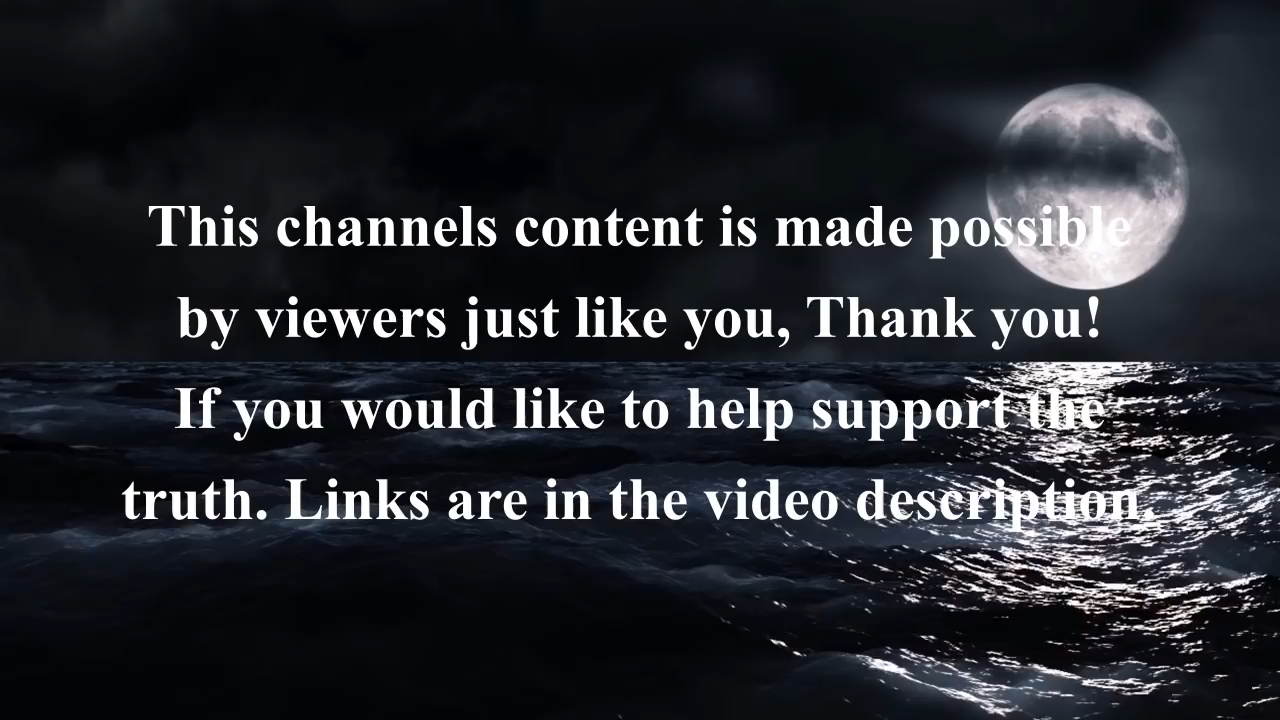 This channels content is made possible
by viewers just like you, Thank you!
If you would like to help support the
truth. Links are in the video description.